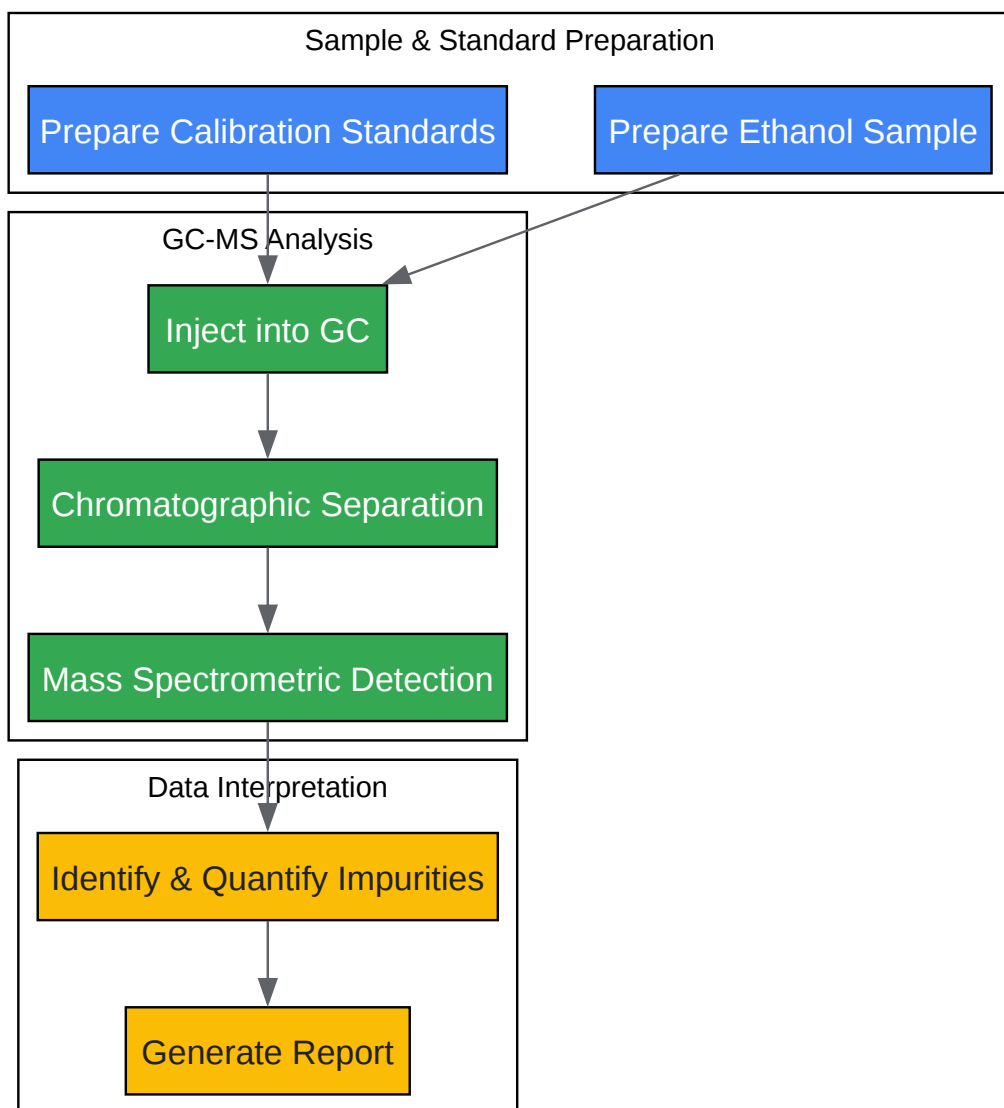 Sample & Standard Preparation
Prepare Calibration Standards
Prepare Ethanol Sample
GC-MS Analysis
Inject into GC
Chromatographic Separation
Mass Spectrometric Detection
Data Interpretation
Identify & Quantify Impurities
Generate Report